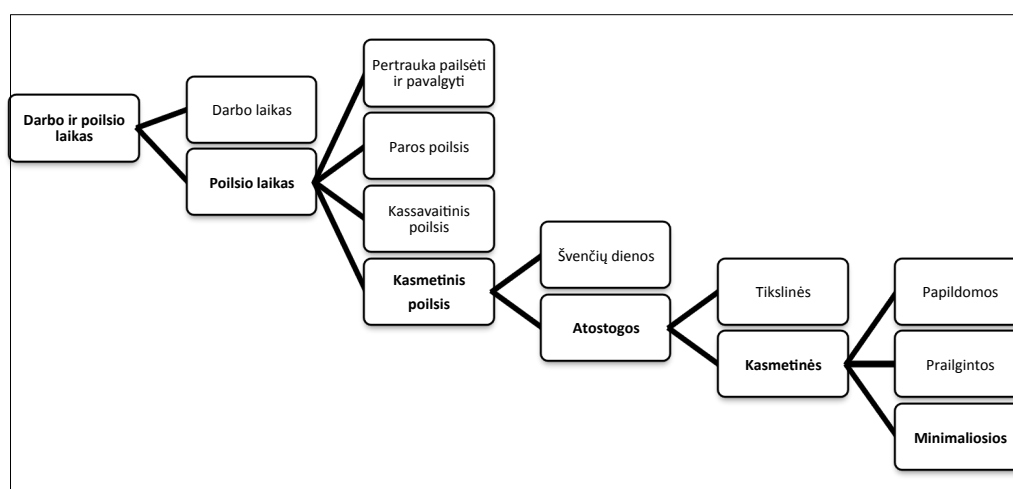 Darbo ir poilsio
laikas
Darbo laikas
Poilsio laikas
Pertrauka pailsėti
ir pavalgyti
Paros poilsis
Kassavaitinis
poilsis
Kasmetinis
poilsis
Švenčių dienos
Atostogos
Tikslinės
Kasmetinės
Papildomos
Prailgintos
Minimaliosios